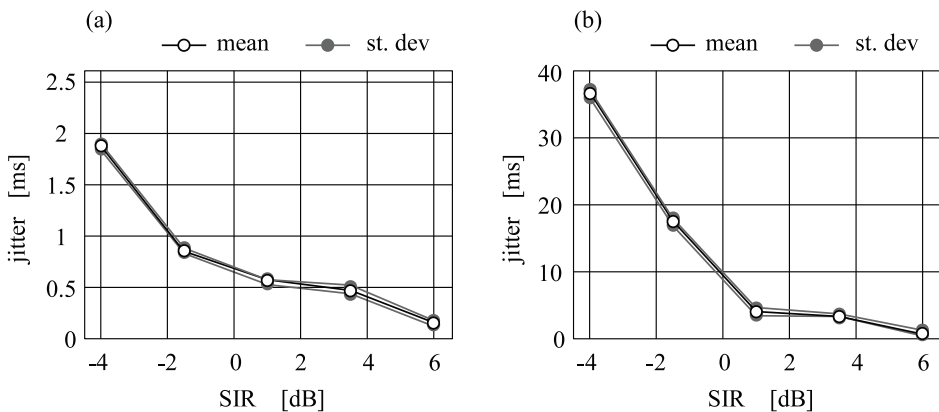 (a)
mean st. dev
2.5
2
1.5
1
0.5
0
jitter [ms]
-4 -2 0 2 4 6
SIR [dB]
(b)
mean st. dev
40
30
20
10
0
jitter [ms]
-4 -2 0 2 4 6
SIR [dB]